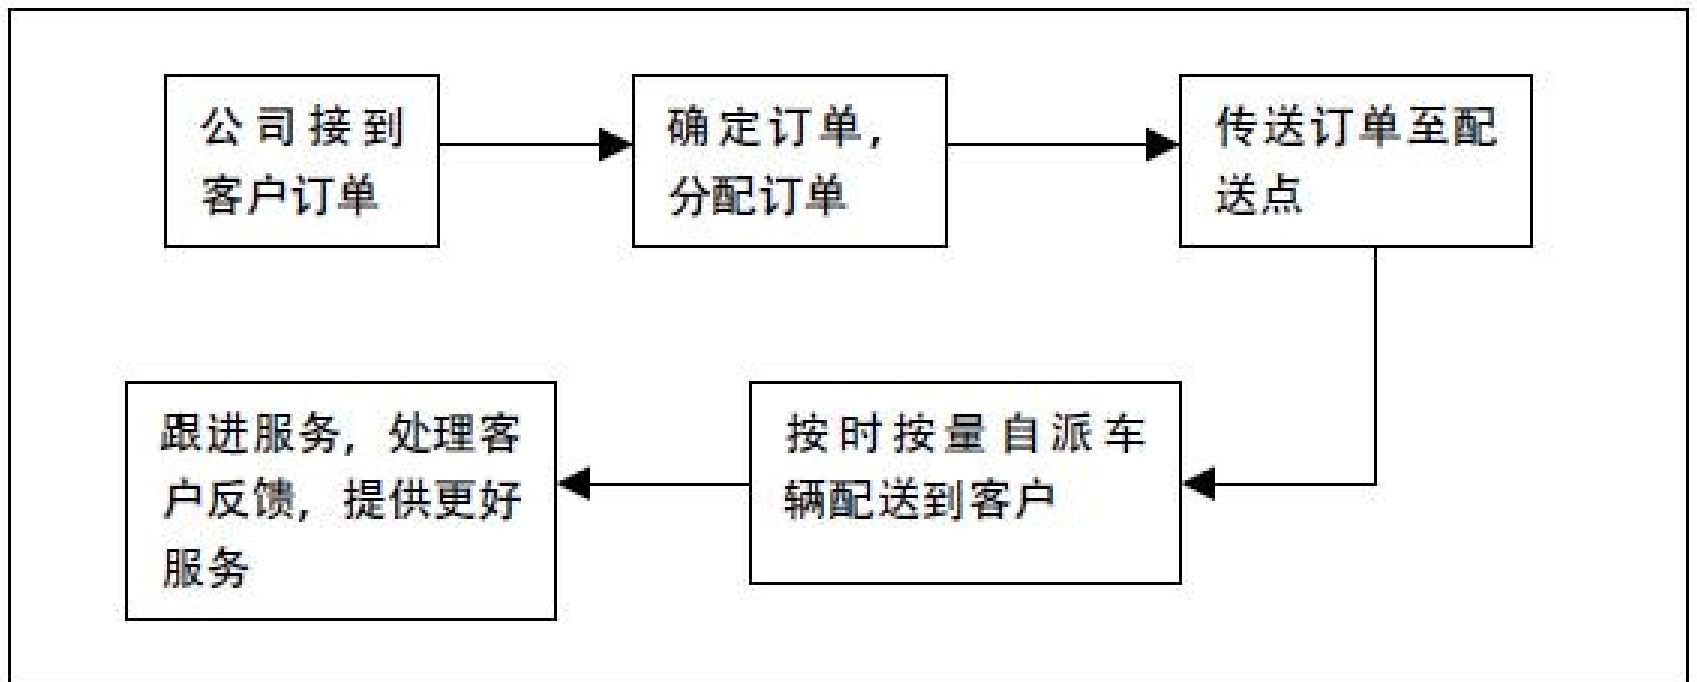 公司接到
客户订单
确定订单，
分配订单
传送订单至配
送点
按时按量自派车
辆配送到客户
跟进服务，处理客
户反馈，提供更好
服务